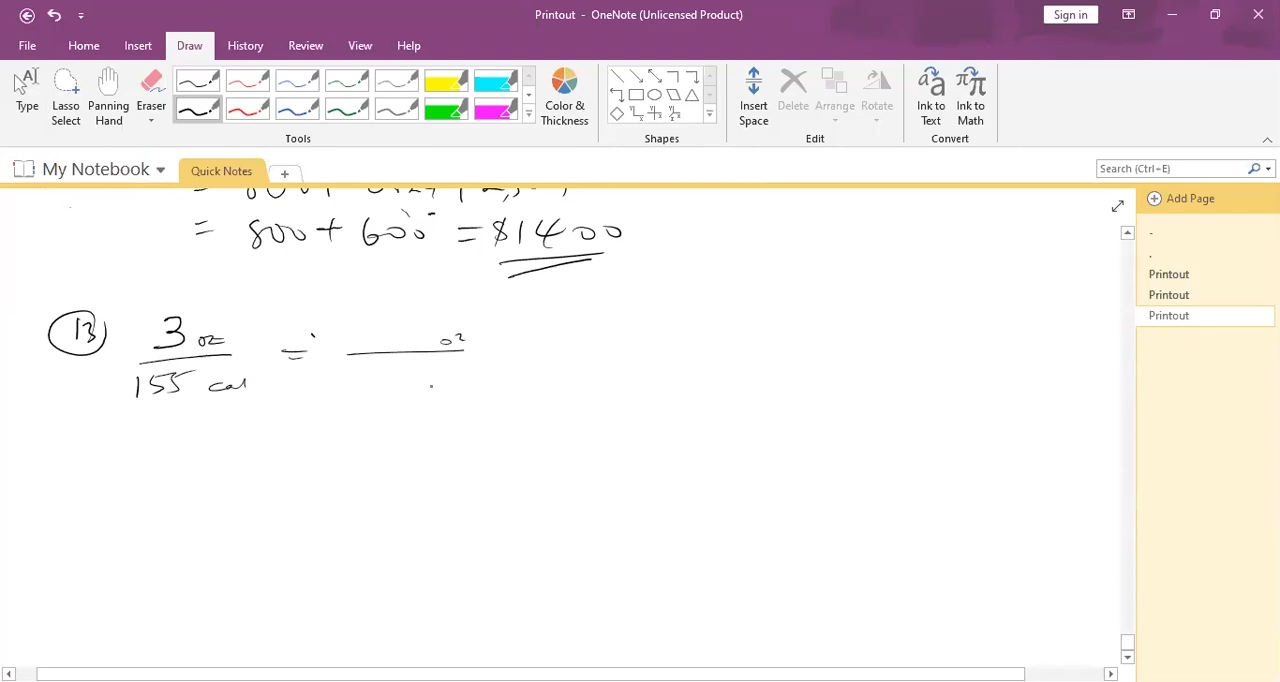 Printout - OneNote (Unlicensed Product)
Sign in
File Home Insert Draw History Review View Help
Type
Lasso Select
Panning Hand
Eraser
Color & Thickness
Insert Space
Delete
Arrange
Rotate
Ink to Text
Ink to Math
Tools
Shapes
Edit
Convert
My Notebook
Quick Notes
Search (Ctrl+E)
Add Page
-
.
Printout
Printout
Printout
= 800 + 600 = $1400
13
3 oz = oz
155 cal